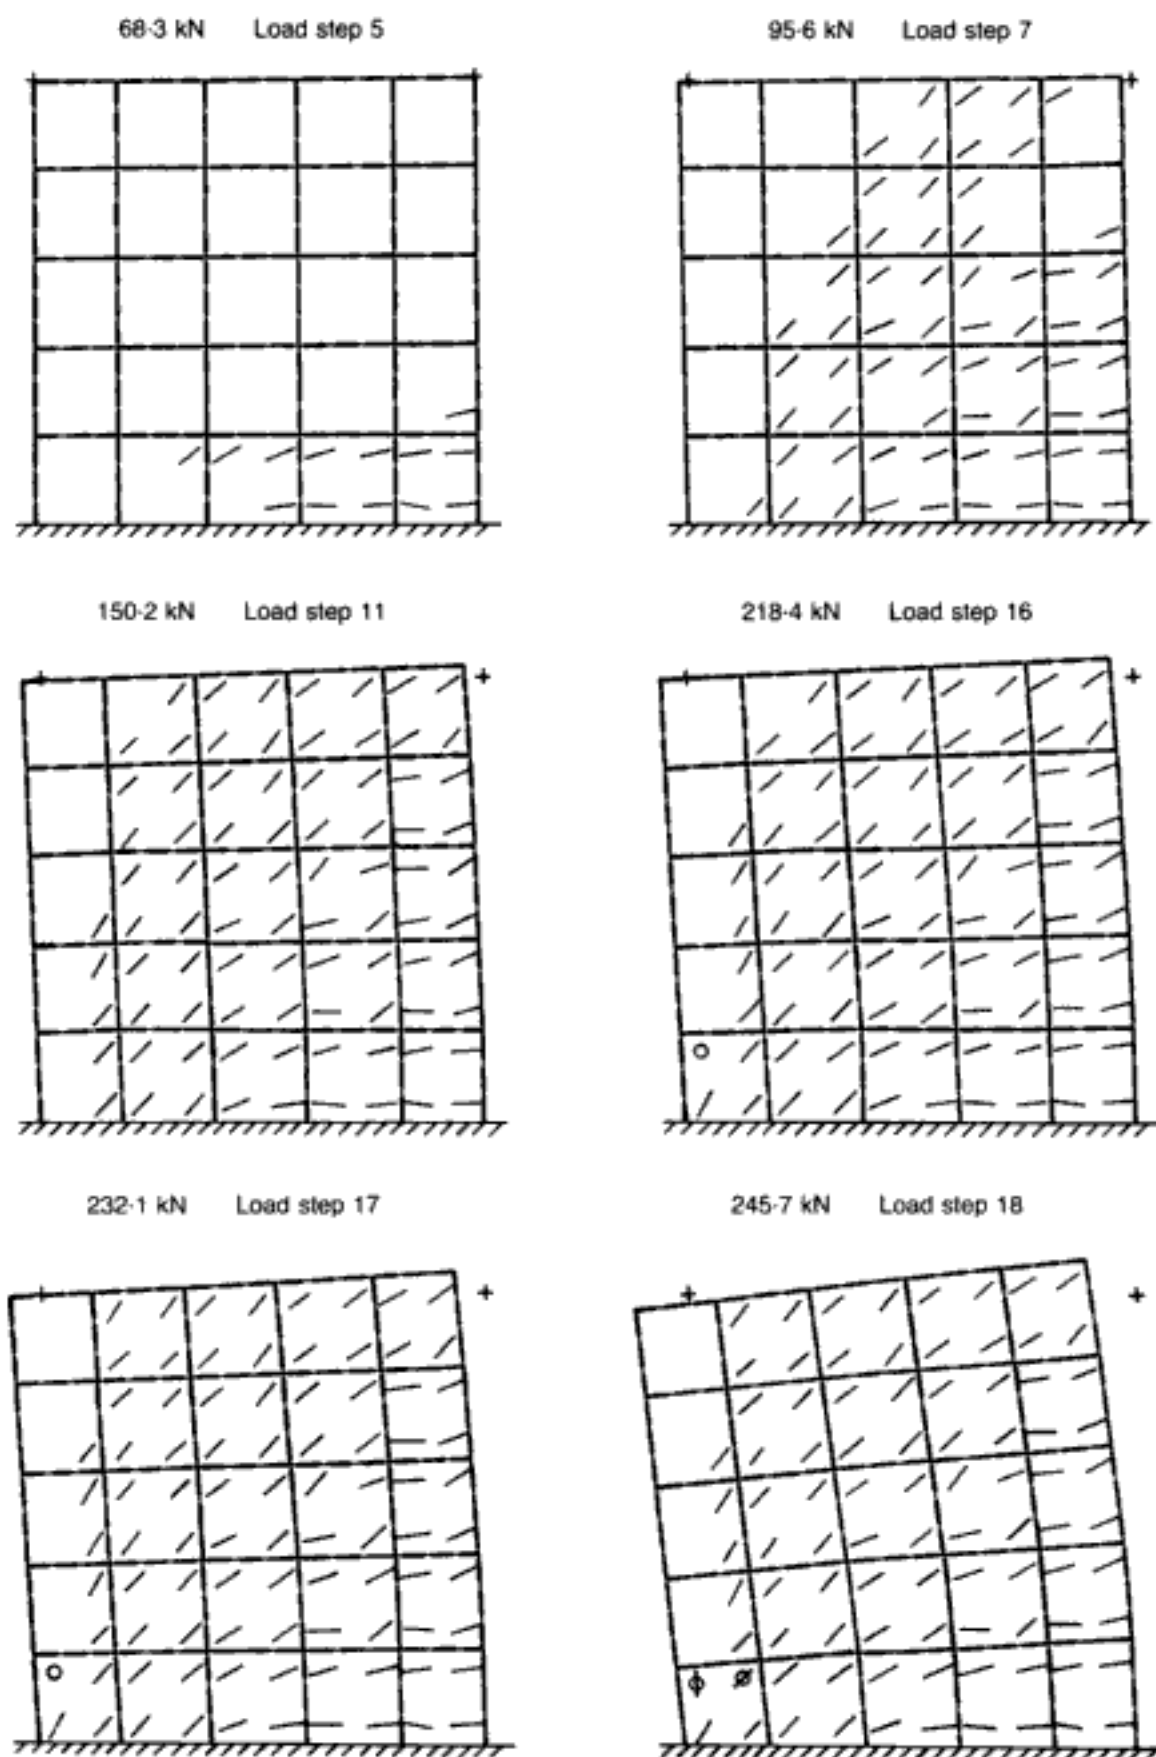 68·3 kN Load step 5
95·6 kN Load step 7
150·2 kN Load step 11
218·4 kN Load step 16
232·1 kN Load step 17
245·7 kN Load step 18